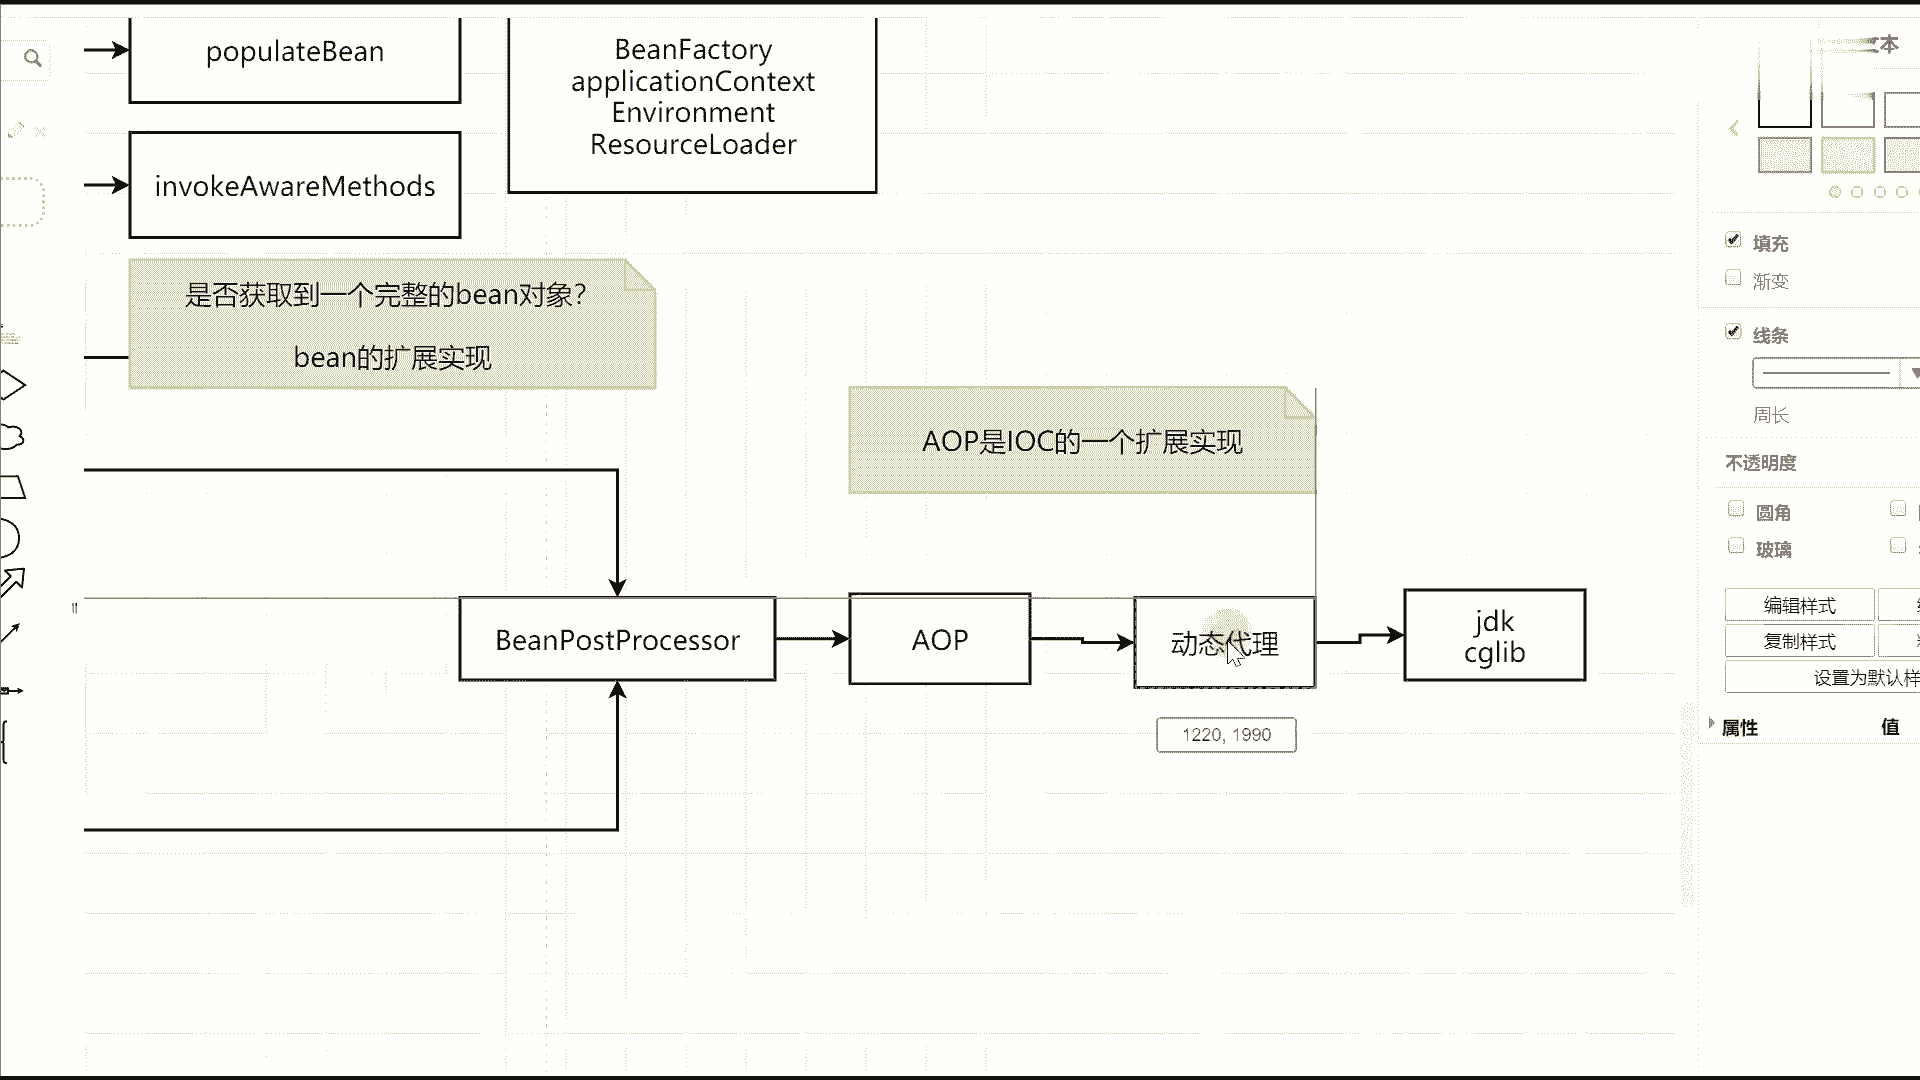 populateBean
BeanFactory
applicationContext
Environment
ResourceLoader
invokeAwareMethods
是否获取到一个完整的bean对象？
bean的扩展实现
AOP是IOC的一个扩展实现
BeanPostProcessor
AOP
动态代理
jdk
cglib
1220, 1990
本
填充
渐变
线条
周长
不透明度
圆角
玻璃
编辑样式
复制样式
设置为默认样
属性
值